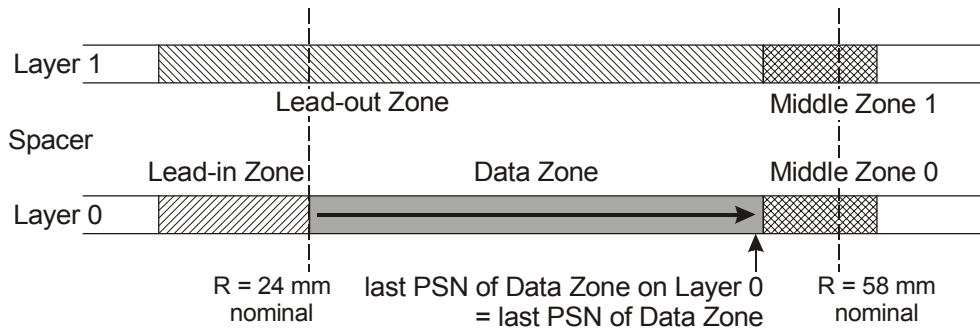 Layer 1
Lead-out Zone
Middle Zone 1
Spacer
Lead-in Zone
Data Zone
Middle Zone 0
Layer 0
R = 24 mm
nominal
last PSN of Data Zone on Layer 0
= last PSN of Data Zone
R = 58 mm
nominal